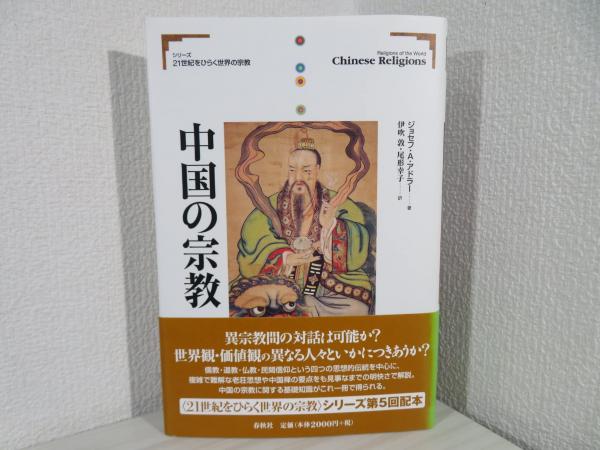 シリーズ
21世紀をひらく世界の宗教
Religions of the World
Chinese Religions
中国の宗教
ジョセフ・A・アドラー……著
伊吹 敦・尾形幸子……訳
異宗教間の対話は可能か?
世界観・価値観の異なる人々といかにつきあうか?
儒教・道教・仏教・民間信仰という四つの思想的伝統を中心に、
複雑で難解な老荘思想や中国禅の要点をも見事なまでの明快さで解説。
中国の宗教に関する基礎知識がこれ一冊で得られる。
〈21世紀をひらく世界の宗教〉シリーズ第5回配本
春秋社 定価(本体2000円+税)